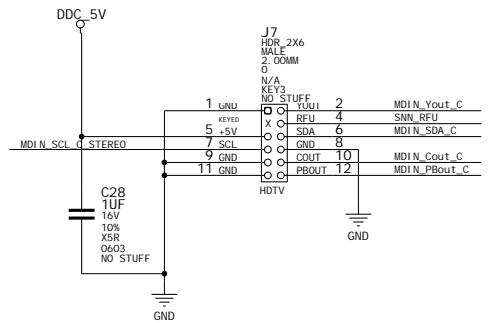 DDC_5V
J7
HDR_2X6
MALE
2.00MM
0
N/A
KEY3
NO STUFF
1 GND YOUT 2 MDIN_Yout_C
KEYED X RFU 4 SNN_RFU
5 +5V SDA 6 MDIN_SDA_C
MDIN_SCL_C_STEREO 7 SCL GND 8
9 GND COUT 10 MDIN_Cout_C
11 GND PBOUT 12 MDIN_PBout_C
HDTV
C28
1UF
16V
10%
X5R
0603
NO STUFF
GND
GND